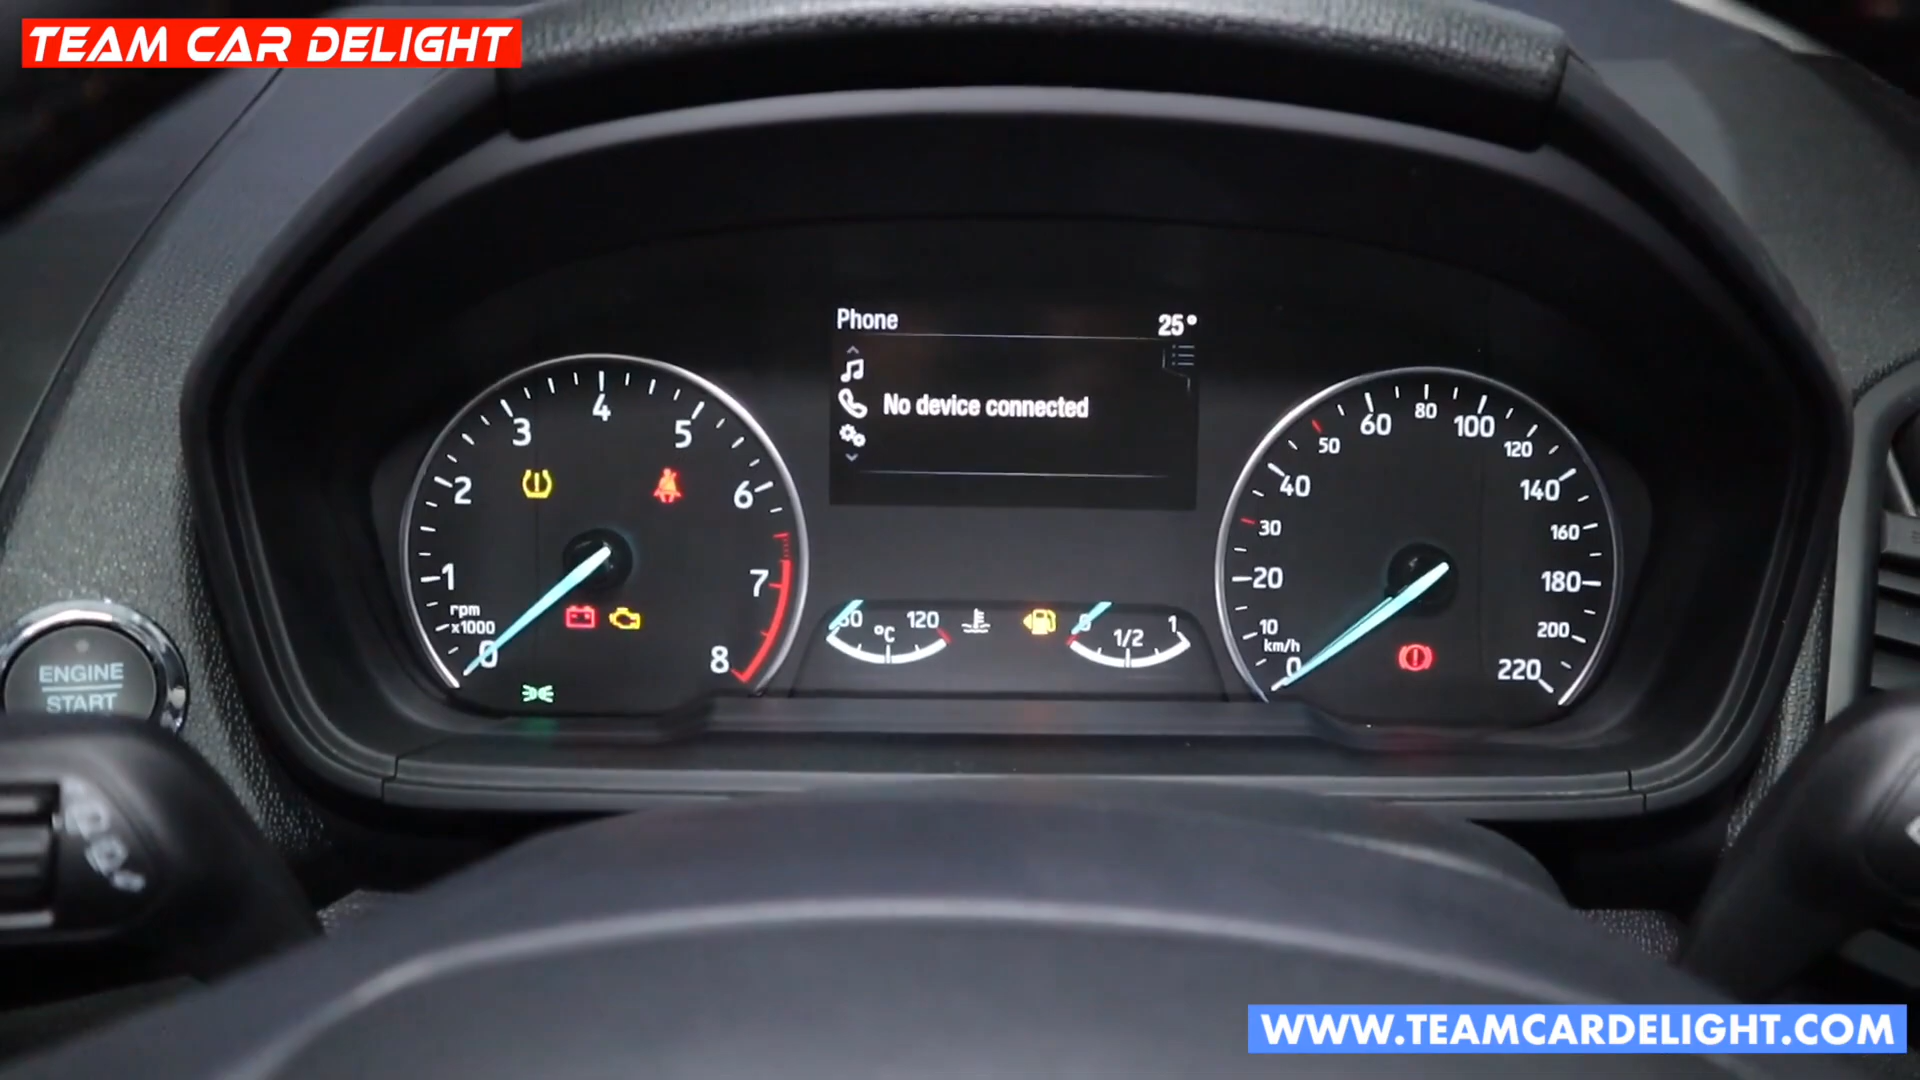 TEAM CAR DELIGHT
Phone
25°
No device connected
1
2
3
4
5
6
7
8
rpm
x1000
0
°C
120
0
1/2
1
0
km/h
10
20
30
40
50
60
80
100
120
140
160
180
200
220
ENGINE
START
WWW.TEAMCARDELIGHT.COM